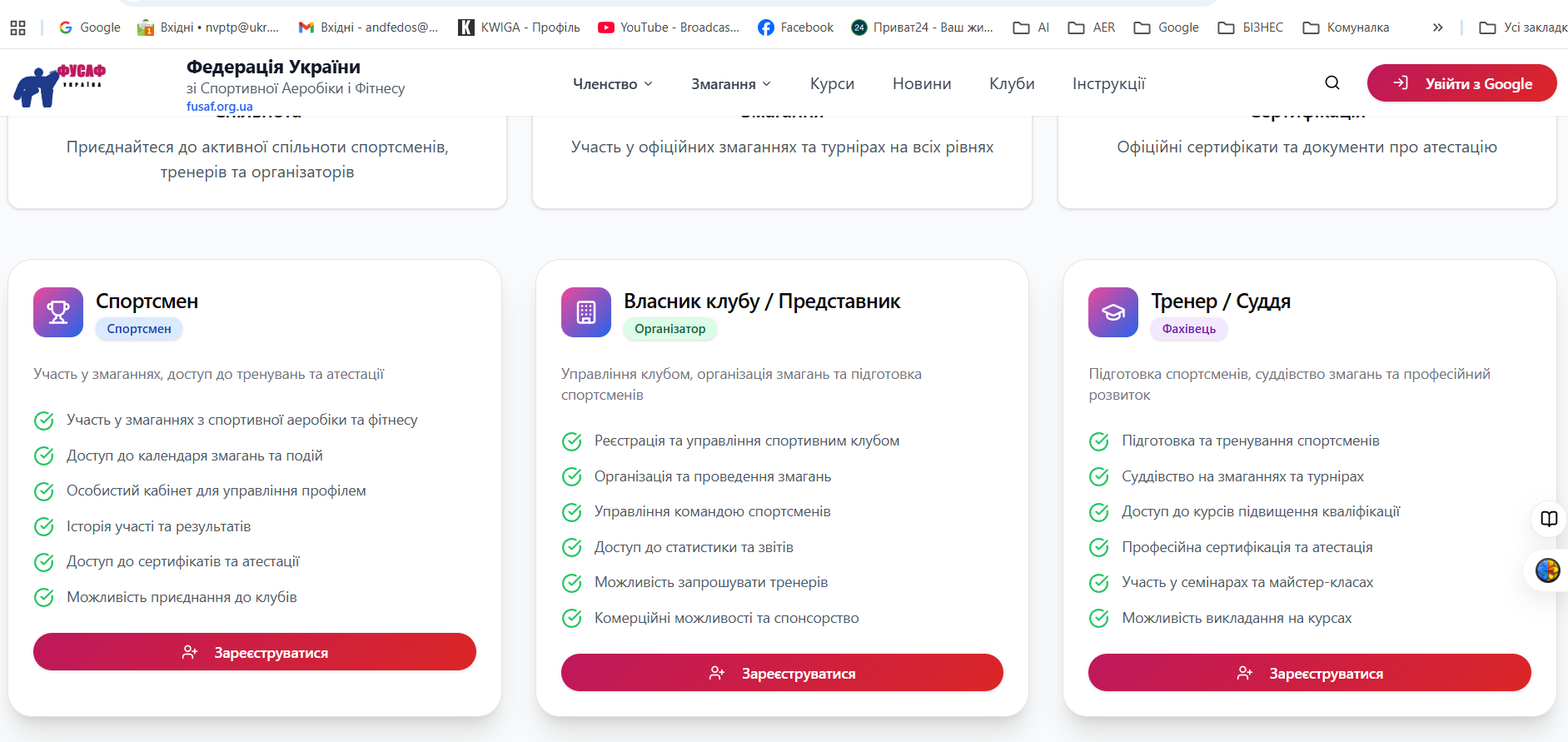 Google
Вхідні • nvptp@ukr....
Вхідні - andfedos@...
KWIGA - Профіль
YouTube - Broadcas...
Facebook
24
Приват24 - Ваш жи...
AI
AER
Google
БІЗНЕС
Комуналка
»
Усі заклад
ФУСАФ
УКРАЇНА
Федерація України
зі Спортивної Аеробіки і Фітнесу
fusaf.org.ua
Членство
Змагання
Курси
Новини
Клуби
Інструкції
Увійти з Google
Спільнота
Приєднайтеся до активної спільноти спортсменів,
тренерів та організаторів
Змагання
Участь у офіційних змаганнях та турнірах на всіх рівнях
Сертифікація
Офіційні сертифікати та документи про атестацію
Спортсмен
Спортсмен
Участь у змаганнях, доступ до тренувань та атестації
Участь у змаганнях з спортивної аеробіки та фітнесу
Доступ до календаря змагань та подій
Особистий кабінет для управління профілем
Історія участі та результатів
Доступ до сертифікатів та атестації
Можливість приєднання до клубів
Зареєструватися
Власник клубу / Представник
Організатор
Управління клубом, організація змагань та підготовка
спортсменів
Реєстрація та управління спортивним клубом
Організація та проведення змагань
Управління командою спортсменів
Доступ до статистики та звітів
Можливість запрошувати тренерів
Комерційні можливості та спонсорство
Зареєструватися
Тренер / Суддя
Фахівець
Підготовка спортсменів, суддівство змагань та професійний
розвиток
Підготовка та тренування спортсменів
Суддівство на змаганнях та турнірах
Доступ до курсів підвищення кваліфікації
Професійна сертифікація та атестація
Участь у семінарах та майстер-класах
Можливість викладання на курсах
Зареєструватися